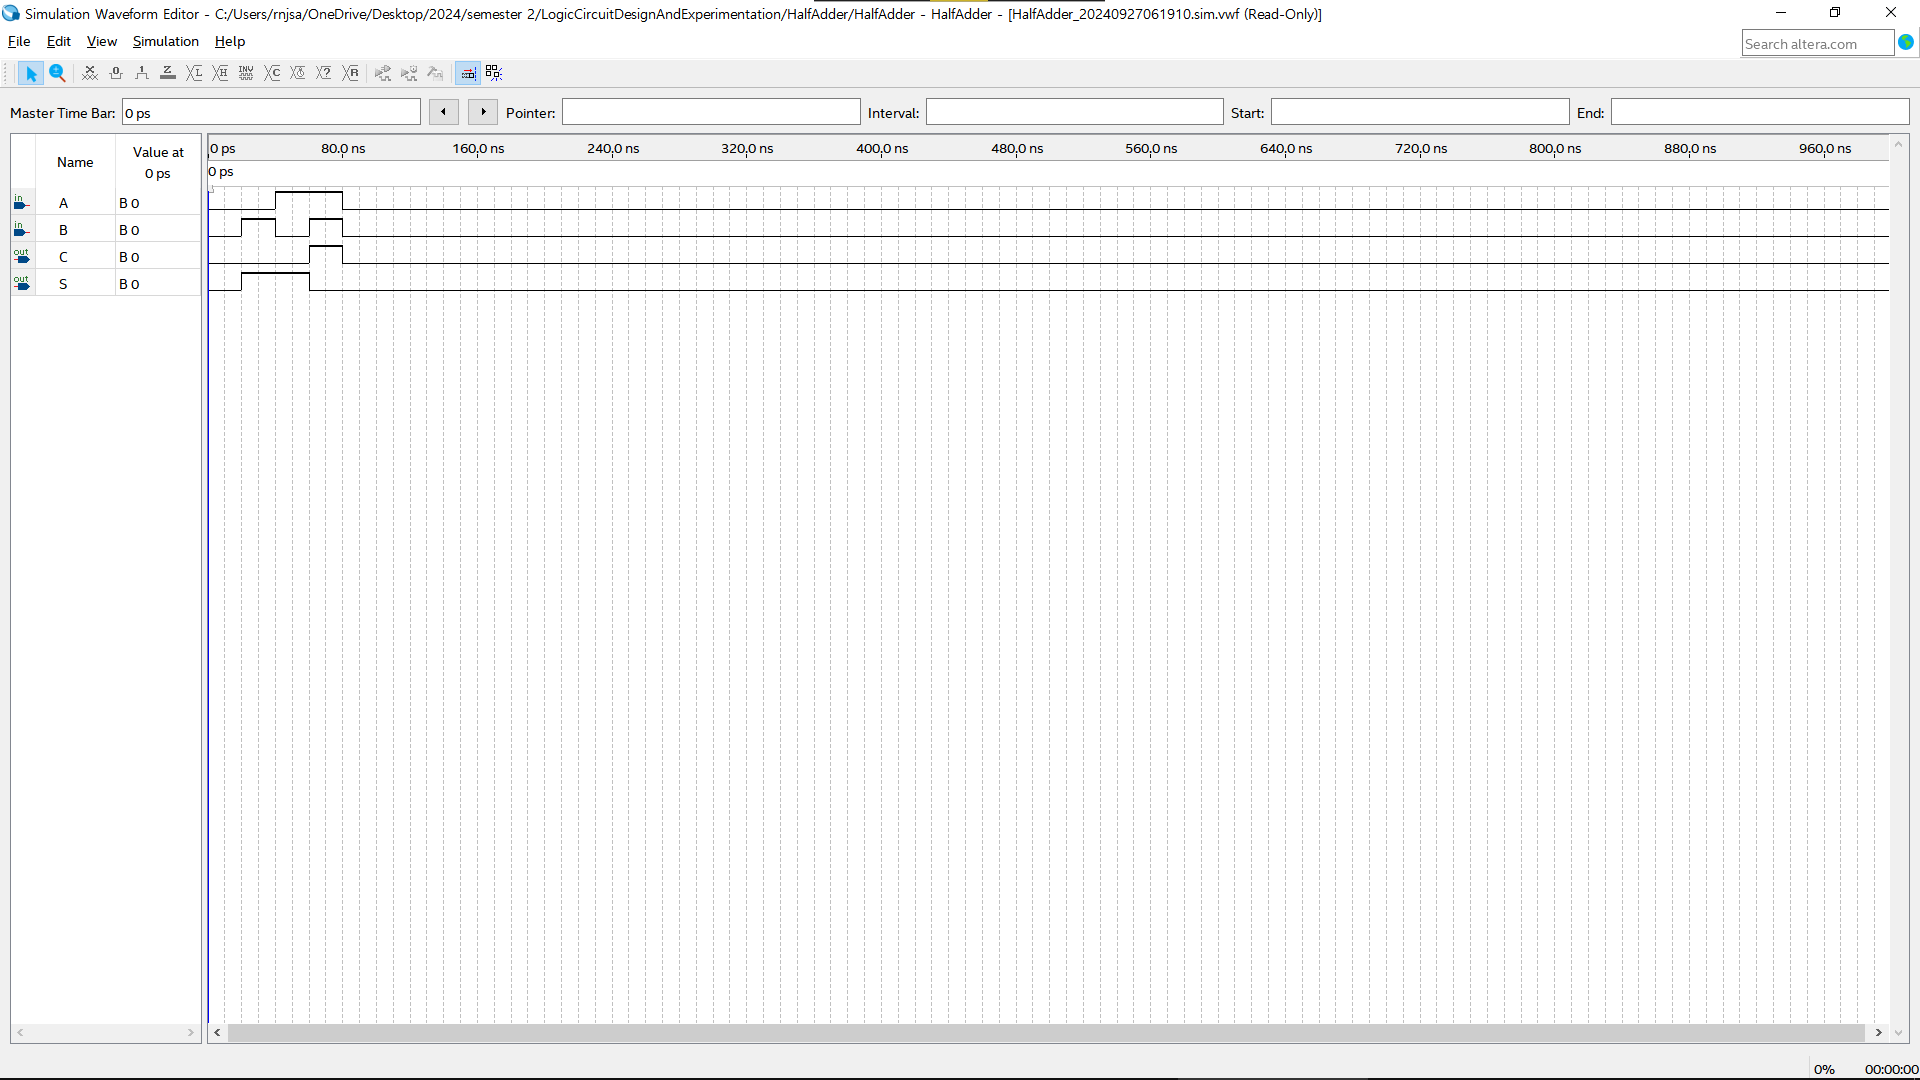 Simulation Waveform Editor - C:/Users/rnjsa/OneDrive/Desktop/2024/semester 2/LogicCircuitDesignAndExperimentation/HalfAdder/HalfAdder - HalfAdder - [HalfAdder_20240927061910.sim.vwf (Read-Only)]
File Edit View Simulation Help
Search altera.com
Master Time Bar: 0 ps Pointer: Interval: Start: End:
Name Value at 0 ps
0 ps 80.0 ns 160.0 ns 240.0 ns 320.0 ns 400.0 ns 480.0 ns 560.0 ns 640.0 ns 720.0 ns 800.0 ns 880.0 ns 960.0 ns
0 ps
in A B 0
in B B 0
out C B 0
out S B 0
0% 00:00:00